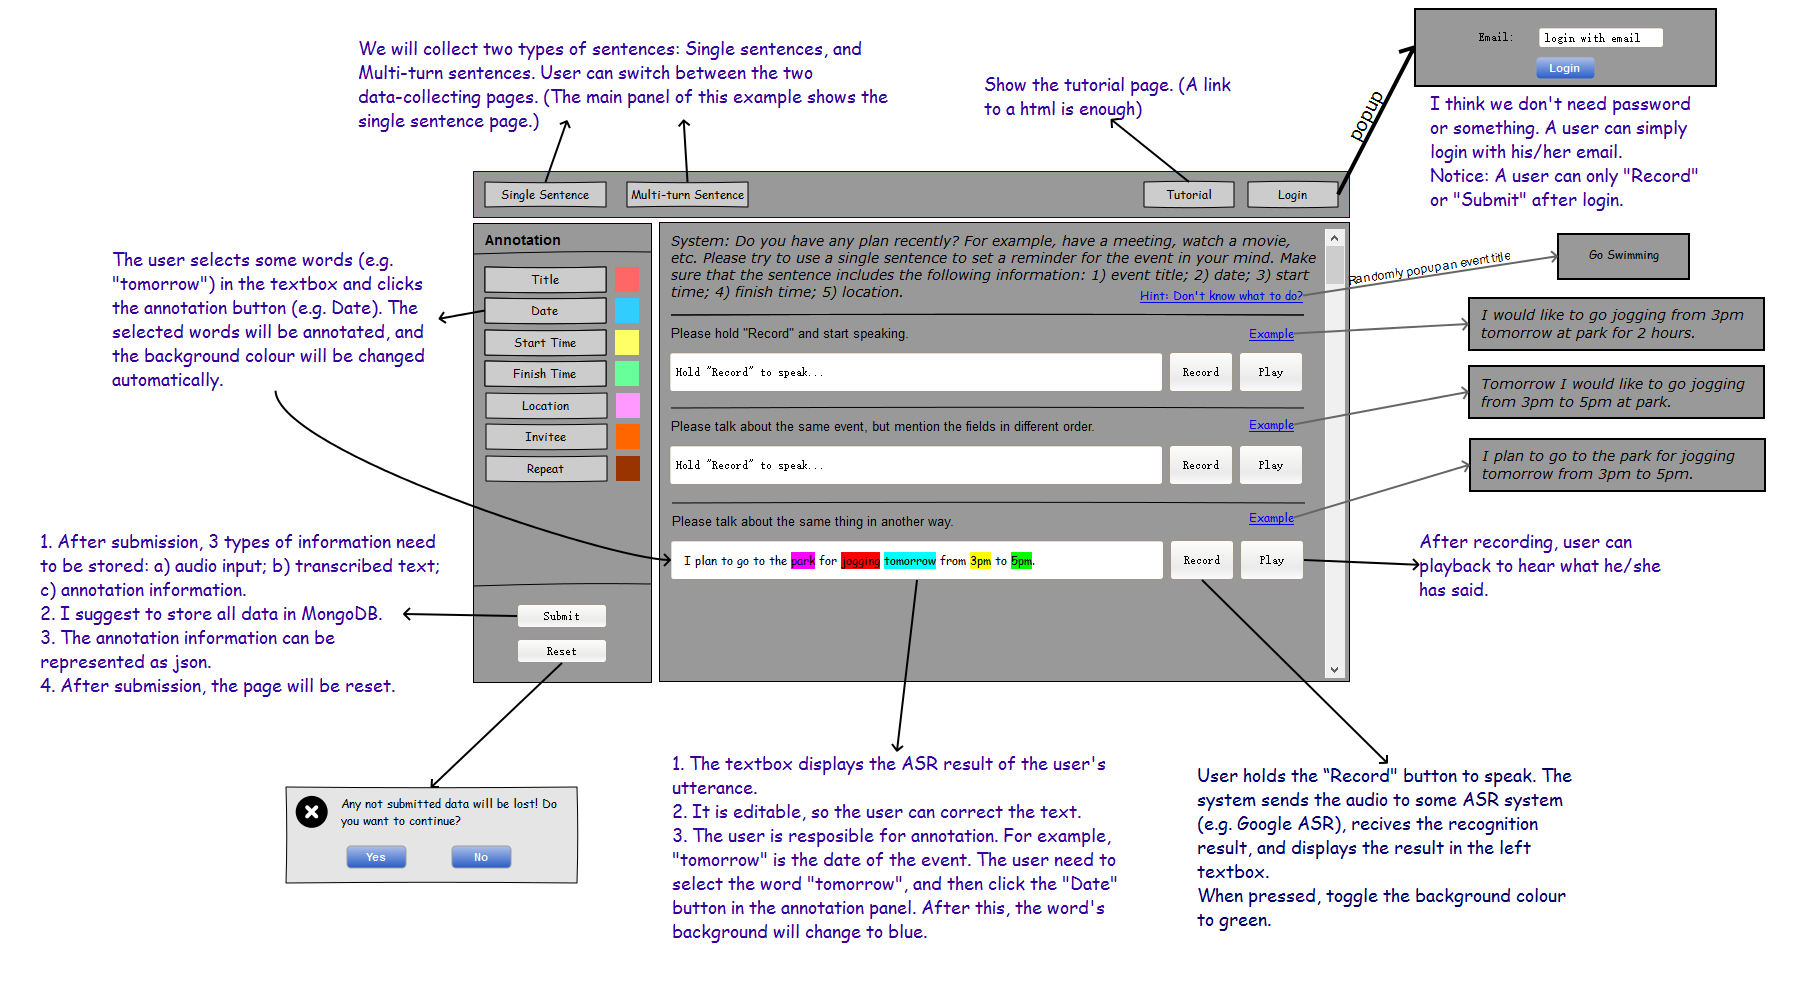 We will collect two types of sentences: Single sentences, and
Multi-turn sentences. User can switch between the two
data-collecting pages. (The main panel of this example shows the
single sentence page.)
Show the tutorial page. (A link
to a html is enough)
popup
Email:
login with email
Login
I think we don't need password
or something. A user can simply
login with his/her email.
Notice: A user can only "Record"
or "Submit" after login.
Single Sentence
Multi-turn Sentence
Tutorial
Login
The user selects some words (e.g.
"tomorrow") in the textbox and clicks
the annotation button (e.g. Date). The
selected words will be annotated, and
the background colour will be changed
automatically.
Annotation
Title
Date
Start Time
Finish Time
Location
Invitee
Repeat
Submit
Reset
System: Do you have any plan recently? For example, have a meeting, watch a movie,
etc. Please try to use a single sentence to set a reminder for the event in your mind. Make
sure that the sentence includes the following information: 1) event title; 2) date; 3) start
time; 4) finish time; 5) location.
Hint: Don't know what to do?
Randomly popup an event title
Go Swimming
Please hold "Record" and start speaking.
Example
I would like to go jogging from 3pm
tomorrow at park for 2 hours.
Hold "Record" to speak...
Record
Play
Please talk about the same event, but mention the fields in different order.
Example
Tomorrow I would like to go jogging
from 3pm to 5pm at park.
Hold "Record" to speak...
Record
Play
Please talk about the same thing in another way.
Example
I plan to go to the park for jogging
tomorrow from 3pm to 5pm.
I plan to go to the park for jogging tomorrow from 3pm to 5pm.
Record
Play
After recording, user can
playback to hear what he/she
has said.
1. After submission, 3 types of information need
to be stored: a) audio input; b) transcribed text;
c) annotation information.
2. I suggest to store all data in MongoDB.
3. The annotation information can be
represented as json.
4. After submission, the page will be reset.
Any not submitted data will be lost! Do
you want to continue?
Yes
No
1. The textbox displays the ASR result of the user's
utterance.
2. It is editable, so the user can correct the text.
3. The user is resposible for annotation. For example,
"tomorrow" is the date of the event. The user need to
select the word "tomorrow", and then click the "Date"
button in the annotation panel. After this, the word's
background will change to blue.
User holds the “Record" button to speak. The
system sends the audio to some ASR system
(e.g. Google ASR), recives the recognition
result, and displays the result in the left
textbox.
When pressed, toggle the background colour
to green.